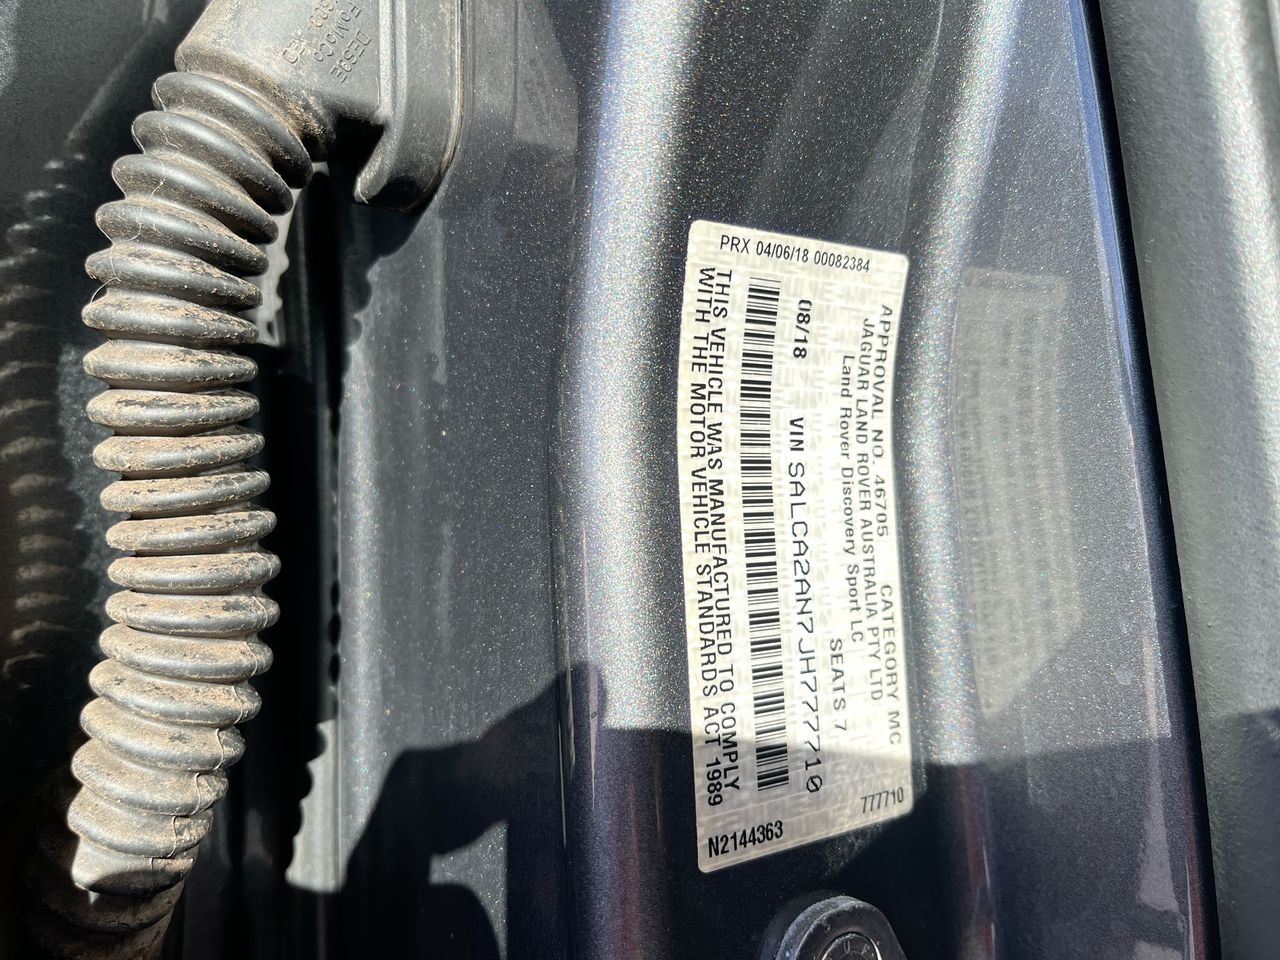 PRX 04/06/18 00082384
APPROVAL NO. 46705 CATEGORY MC
JAGUAR LAND ROVER AUSTRALIA PTY LTD
Land Rover Discovery Sport LC
SEATS 7
08/18 VIN SALCA2AN7JH777710
THIS VEHICLE WAS MANUFACTURED TO COMPLY
WITH THE MOTOR VEHICLE STANDARDS ACT 1989
777710
N2144363